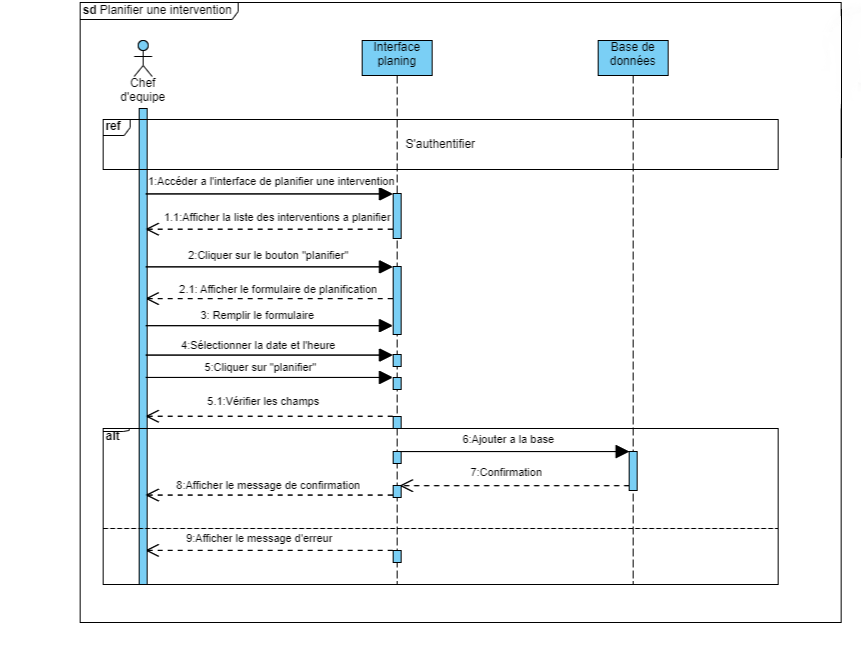 sd Planifier une intervention
Interface
planing
Base de
données
Chef
d'equipe
ref
S'authentifier
1:Accéder a l'interface de planifier une intervention
1.1:Afficher la liste des interventions a planifier
2:Cliquer sur le bouton "planifier"
2.1: Afficher le formulaire de planification
3: Remplir le formulaire
4:Sélectionner la date et l'heure
5:Cliquer sur "planifier"
5.1:Vérifier les champs
alt
6:Ajouter a la base
7:Confirmation
8:Afficher le message de confirmation
9:Afficher le message d'erreur